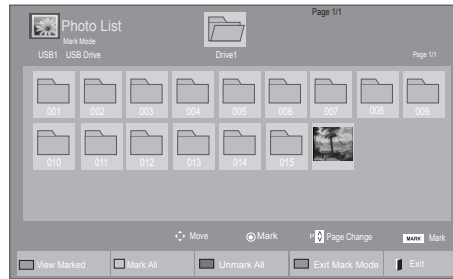 Page 1/1
Photo List
Mark Mode
USB1 USB Drive Drive1 Page 1/1
001 002 003 004 005 006 007 008 009
010 011 012 013 014 015
Move Mark P Page Change MARK Mark
View Marked Mark All Unmark All Exit Mark Mode Exit